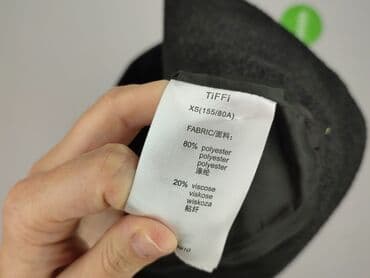 TiFFi
XS(155/80A)
FABRIC/面料:
80% polyester
polyester
polyester
涤纶
20% viscose
viskose
wiskoza
粘纤